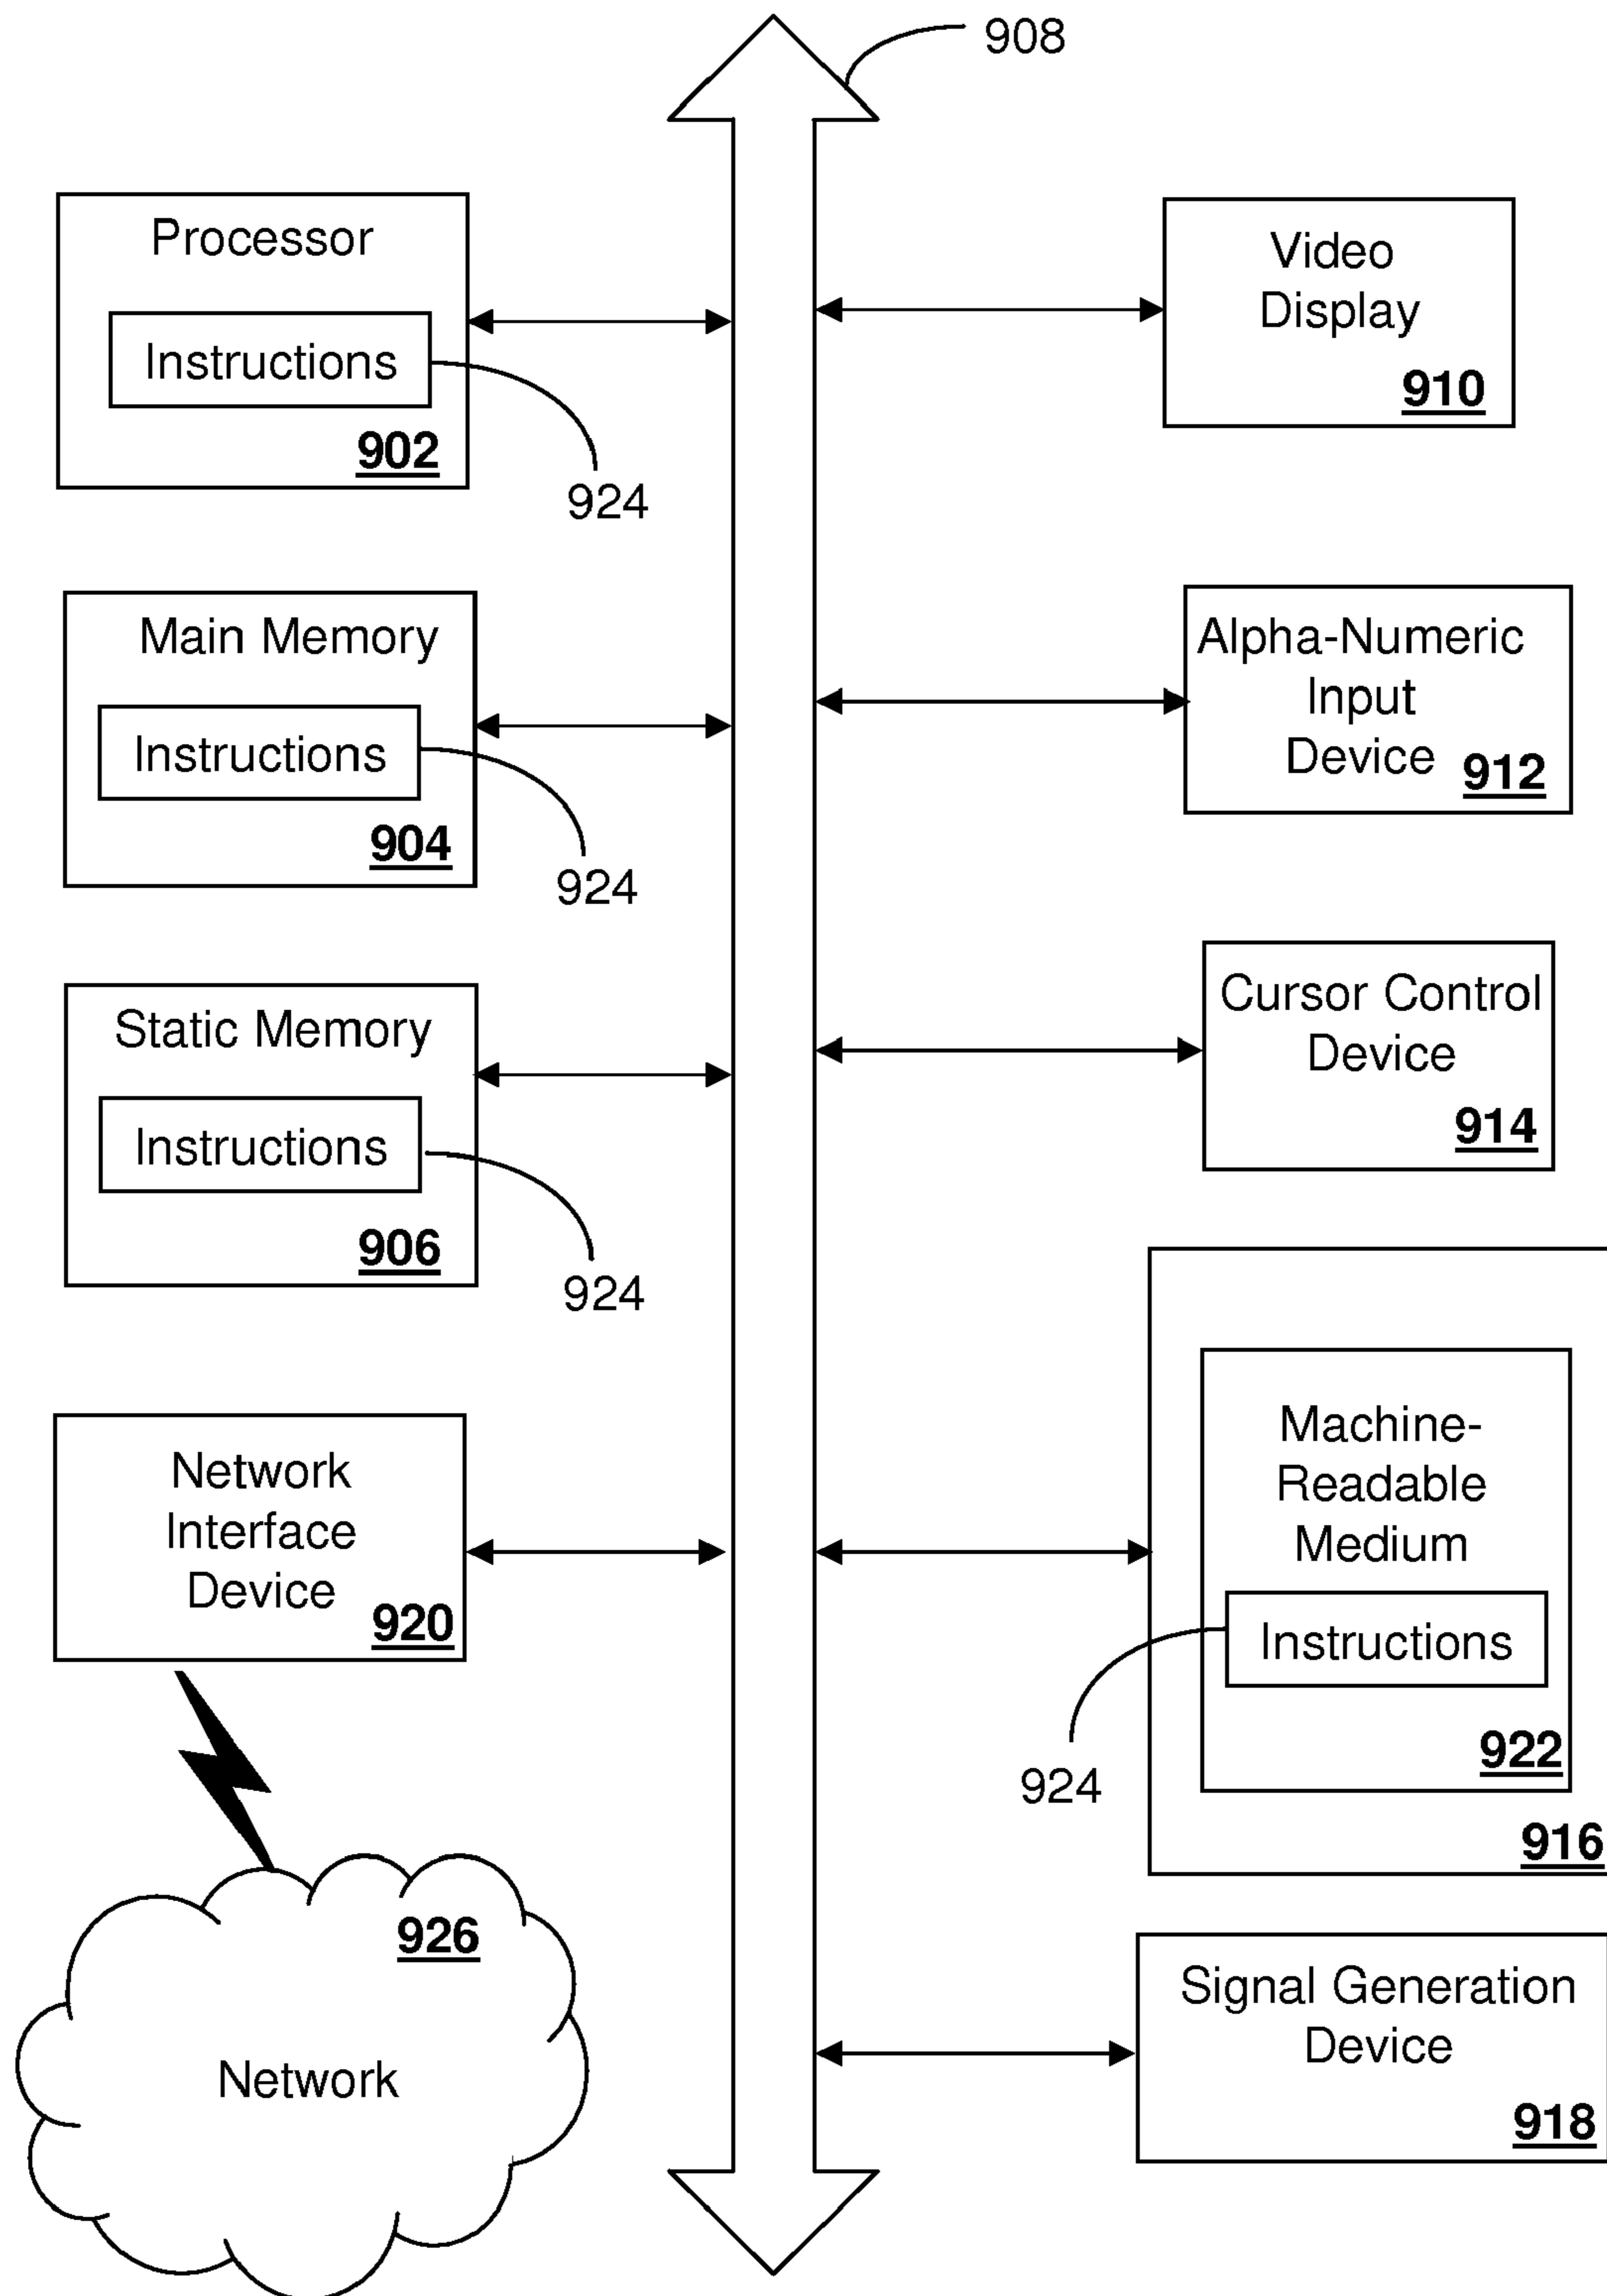 908
Processor
Instructions
902
924
Main Memory
Instructions
904
924
Static Memory
Instructions
906
924
Network
Interface
Device
920
926
Network
Video
Display
910
Alpha-Numeric
Input
Device
912
Cursor Control
Device
914
Machine-
Readable
Medium
Instructions
922
924
916
Signal Generation
Device
918